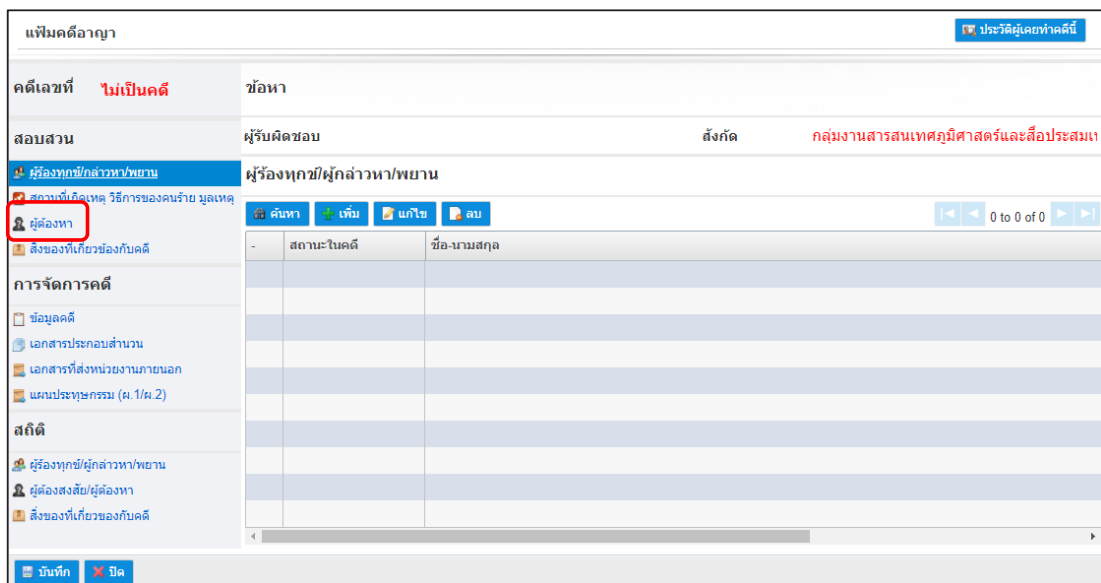 แฟ้มคดีอาญา
ประวัติผู้เคยทำคดีนี้
คดีเลขที่ ไม่เป็นคดี
ข้อหา
สอบสวน
ผู้รับผิดชอบ สังกัด กลุ่มงานสารสนเทศภูมิศาสตร์และสื่อประสมเท
ผู้ร้องทุกข์/กล่าวหา/พยาน
สถานที่เกิดเหตุ วิธีการของคนร้าย มูลเหตุ
ผู้ต้องหา
สิ่งของที่เกี่ยวข้องกับคดี
การจัดการคดี
ข้อมูลคดี
เอกสารประกอบสำนวน
เอกสารที่ส่งหน่วยงานภายนอก
แผนประทุษกรรม (ผ.1/ผ.2)
สถิติ
ผู้ร้องทุกข์/ผู้กล่าวหา/พยาน
ผู้ต้องสงสัย/ผู้ต้องหา
สิ่งของที่เกี่ยวของกับคดี
ผู้ร้องทุกข์/ผู้กล่าวหา/พยาน
ค้นหา เพิ่ม แก้ไข ลบ 0 to 0 of 0
- สถานะในคดี ชื่อ-นามสกุล
บันทึก ปิด